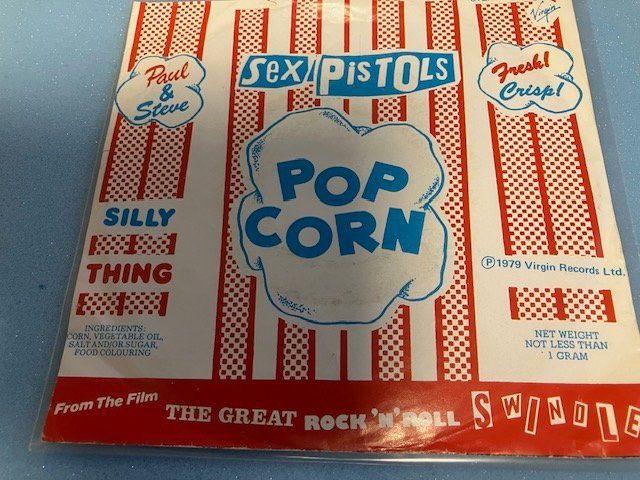 Virgin
SEX PISTOLS
Paul
&
Steve
Fresh!
Crisp!
POP
CORN
SILLY
THING
Ⓟ1979 Virgin Records Ltd.
INGREDIENTS:
CORN, VEGETABLE OIL,
SALT AND/OR SUGAR,
FOOD COLOURING
NET WEIGHT
NOT LESS THAN
1 GRAM
From The Film THE GREAT ROCK 'N' ROLL SWINDLE